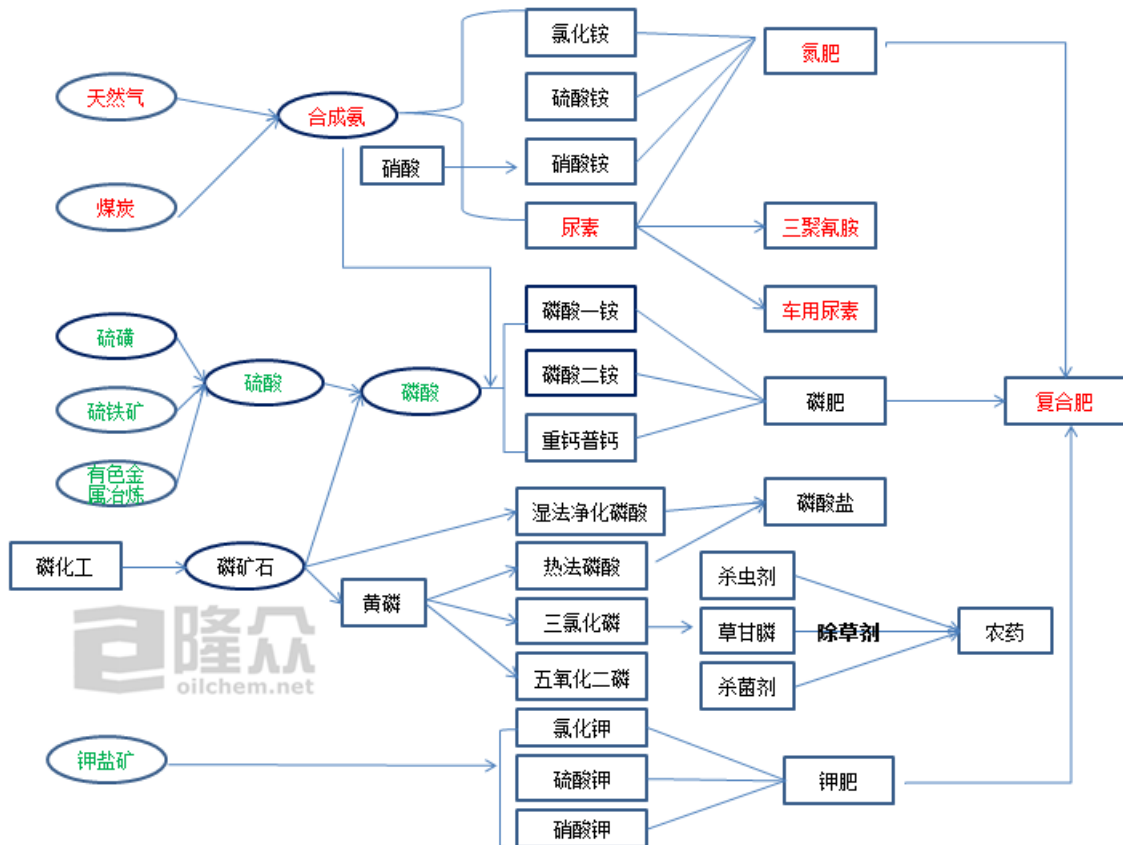 氯化铵
氮肥
天然气
硫酸铵
合成氨
硝酸
硝酸铵
煤炭
尿素
三聚氰胺
磷酸一铵
车用尿素
硫磺
硫酸
磷酸
磷酸二铵
磷肥
复合肥
硫铁矿
重钙普钙
有色金
属冶炼
湿法净化磷酸
磷酸盐
磷化工
磷矿石
热法磷酸
杀虫剂
黄磷
三氯化磷
草甘膦
除草剂
农药
隆众
oilchem.net
五氧化二磷
杀菌剂
氯化钾
钾盐矿
硫酸钾
钾肥
硝酸钾